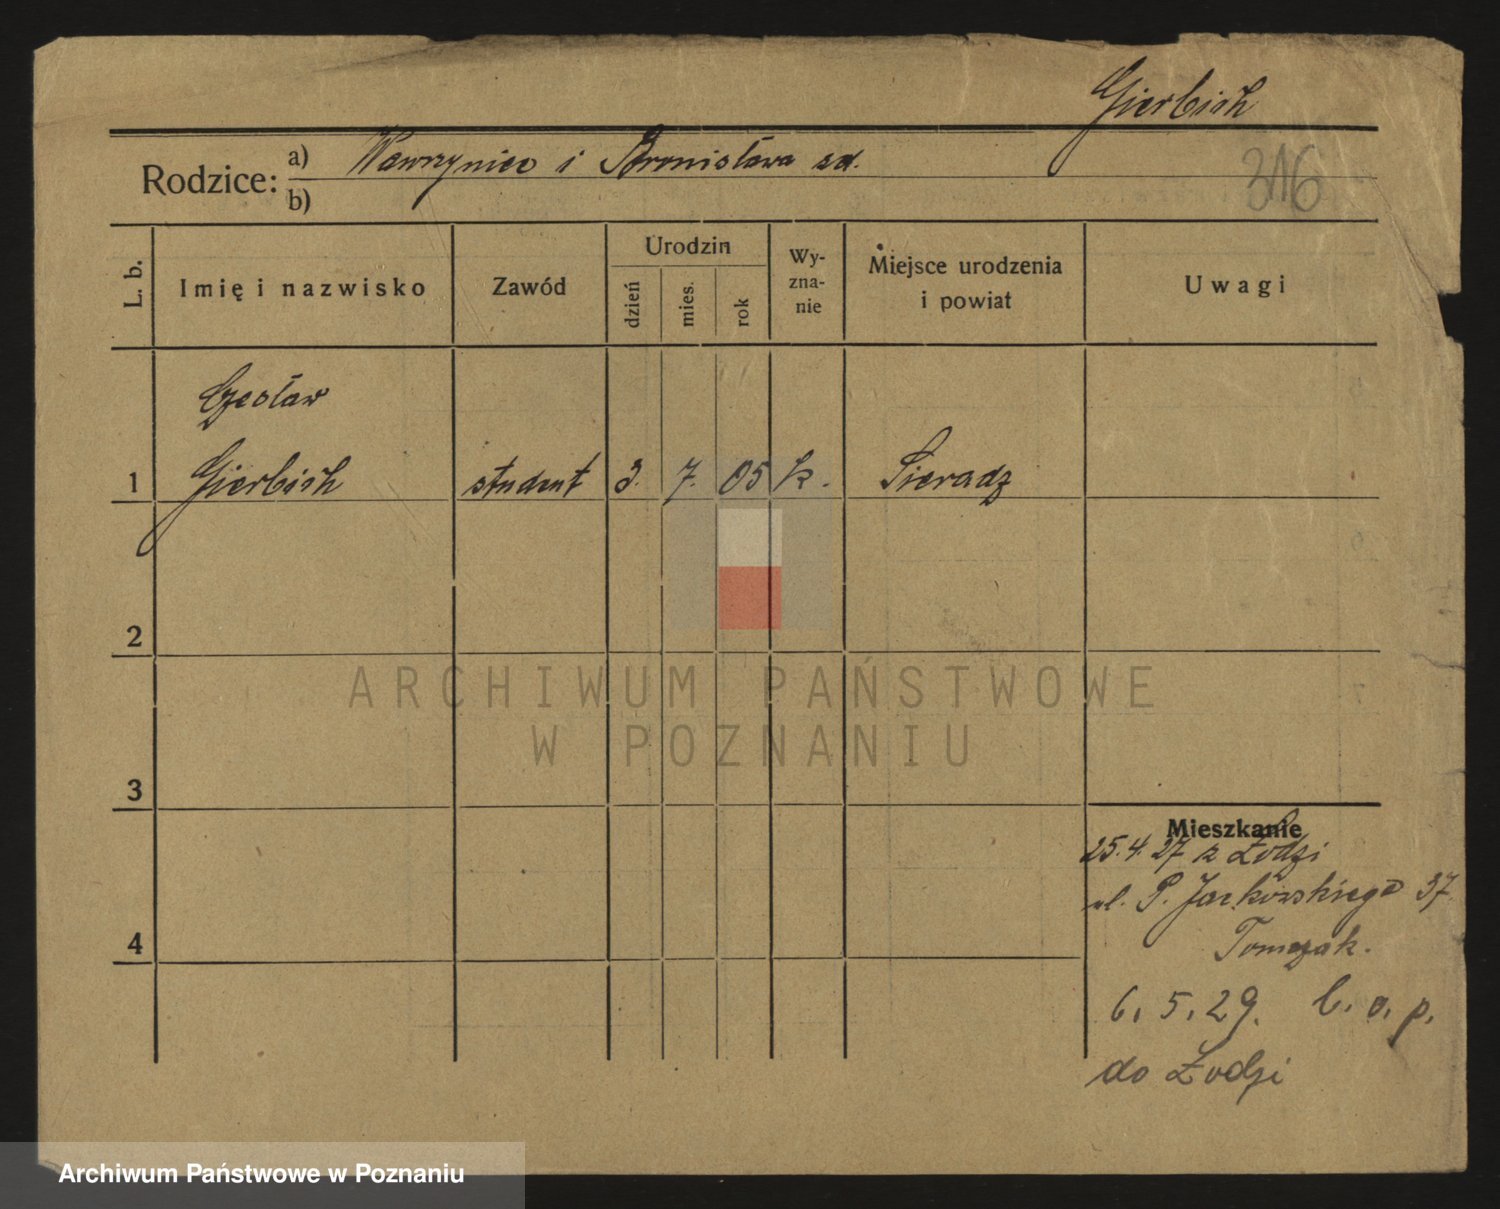 Gierbich
Rodzice: a) Wawrzyniec i Bronisława zd.
b)
316
L. b.
Imię i nazwisko
Zawód
Urodzin
dzień
mies.
rok
Wy-
zna-
nie
Miejsce urodzenia
i powiat
Uwagi
Czesław
1 Gierbich student 3. 7. 05 k. Sieradz
2
3
4
Mieszkanie
25.4.27 z Łodzi
ul. P. Jackowskiego 37
Tomczak.
6.5.29. b. o. p.
do Łodzi
ARCHIWUM PAŃSTWOWE
W POZNANIU
Archiwum Państwowe w Poznaniu